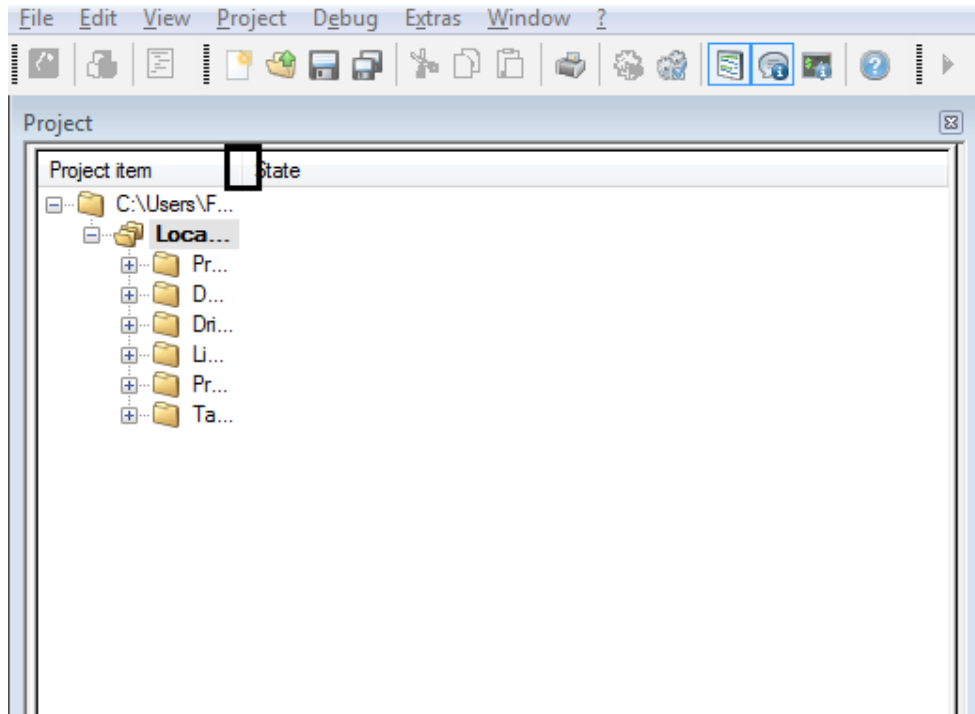 File Edit View Project Debug Extras Window ?
Project
Project item State
C:\Users\F...
Loca...
Pr...
D...
Dri...
Li...
Pr...
Ta...